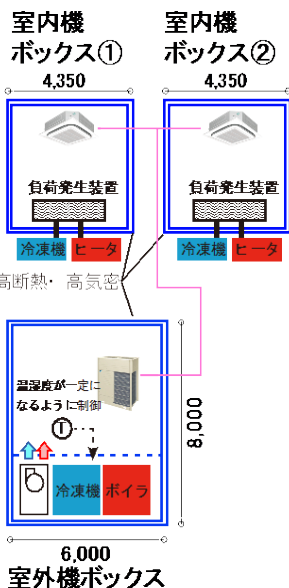 室内機
ボックス①
4,350
室内機
ボックス②
4,350
負荷発生装置
冷凍機
ヒータ
負荷発生装置
冷凍機
ヒータ
高断熱・高気密
温湿度が一定に
なるように制御
T
冷凍機
ボイラ
8,000
6,000
室外機ボックス